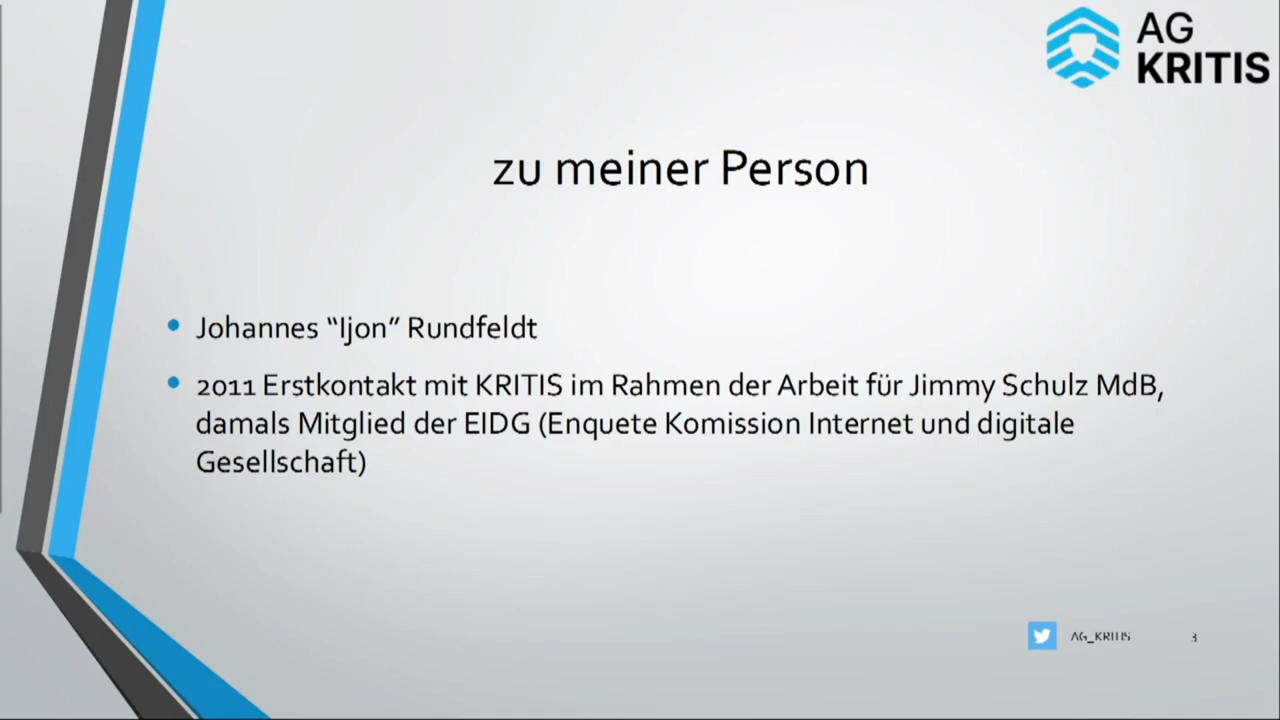 AG
KRITIS
zu meiner Person
Johannes “Ijon” Rundfeldt
2011 Erstkontakt mit KRITIS im Rahmen der Arbeit für Jimmy Schulz MdB,
damals Mitglied der EIDG (Enquete Komission Internet und digitale
Gesellschaft)
AG_KRITIS
3